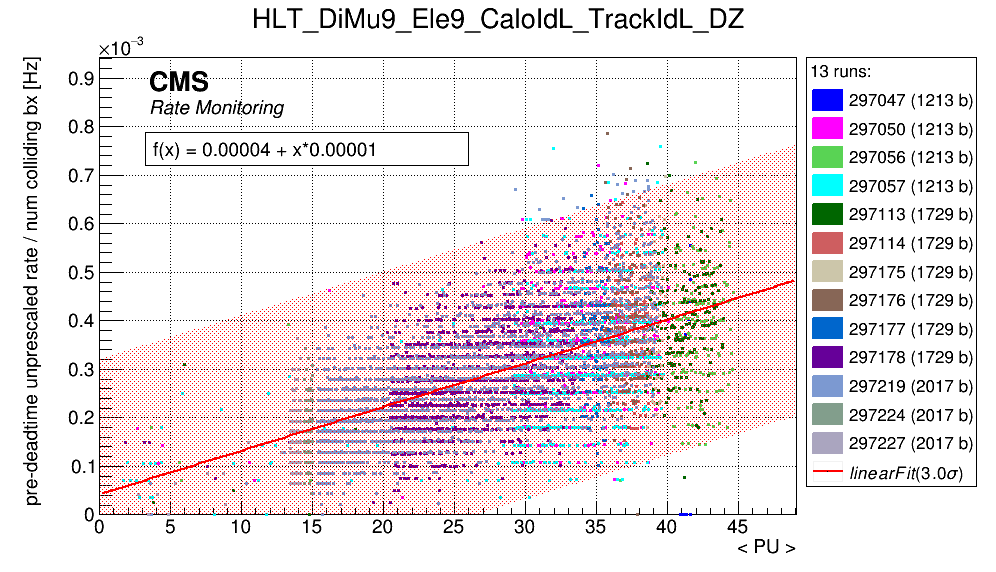 HLT_DiMu9_Ele9_CaloIdL_TrackIdL_DZ
×10⁻³
pre-deadtime unprescaled rate / num colliding bx [Hz]
CMS
Rate Monitoring
f(x) = 0.00004 + x*0.00001
0.9
0.8
0.7
0.6
0.5
0.4
0.3
0.2
0.1
0
0 5 10 15 20 25 30 35 40 45
< PU >
13 runs:
297047 (1213 b)
297050 (1213 b)
297056 (1213 b)
297057 (1213 b)
297113 (1729 b)
297114 (1729 b)
297175 (1729 b)
297176 (1729 b)
297177 (1729 b)
297178 (1729 b)
297219 (2017 b)
297224 (2017 b)
297227 (2017 b)
linearFit(3.0σ)